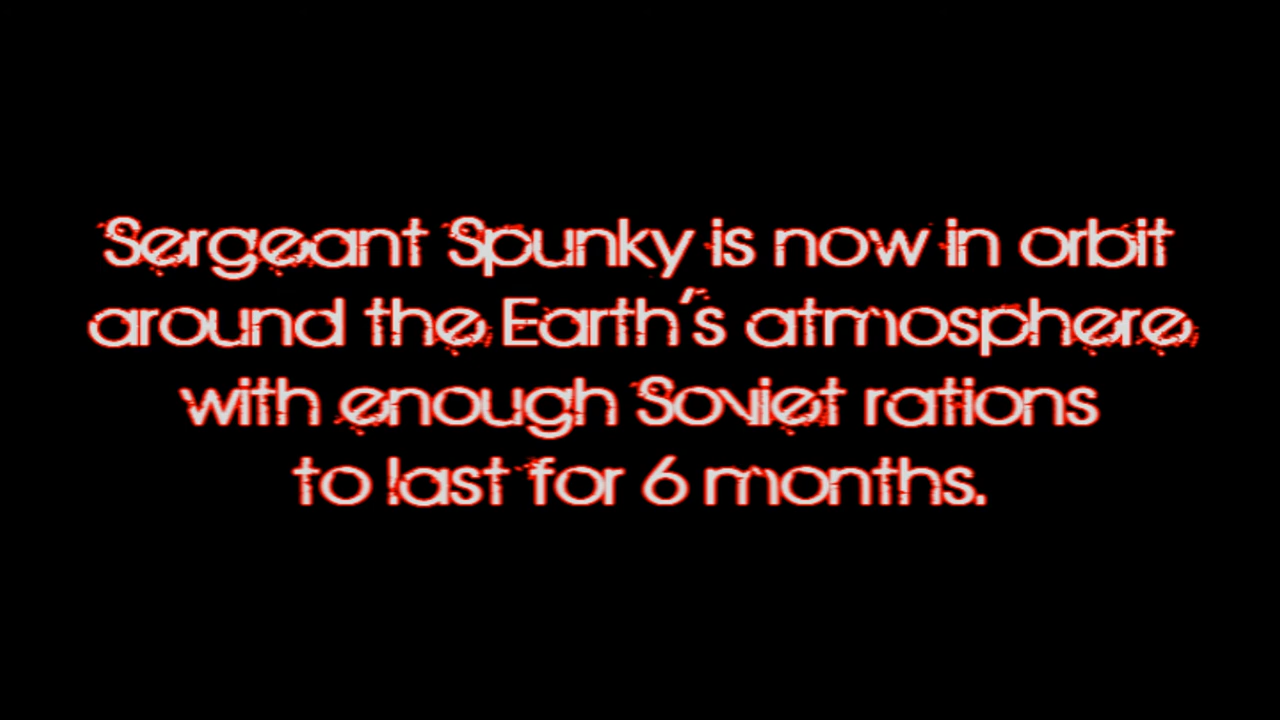 Sergeant Spunky is now in orbit
around the Earth's atmosphere
with enough Soviet rations
to last for 6 months.